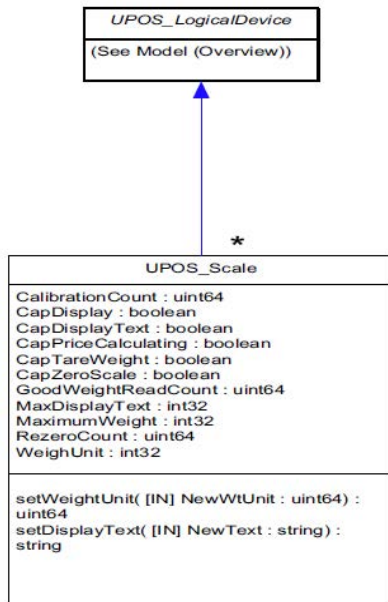 UPOS_LogicalDevice
(See Model (Overview))
*
UPOS_Scale
CalibrationCount : uint64
CapDisplay : boolean
CapDisplayText : boolean
CapPriceCalculating : boolean
CapTareWeight : boolean
CapZeroScale : boolean
GoodWeightReadCount : uint64
MaxDisplayText : int32
MaximumWeight : int32
RezeroCount : uint64
WeighUnit : int32
setWeightUnit( [IN] NewWtUnit : uint64) :
uint64
setDisplayText( [IN] NewText : string) :
string